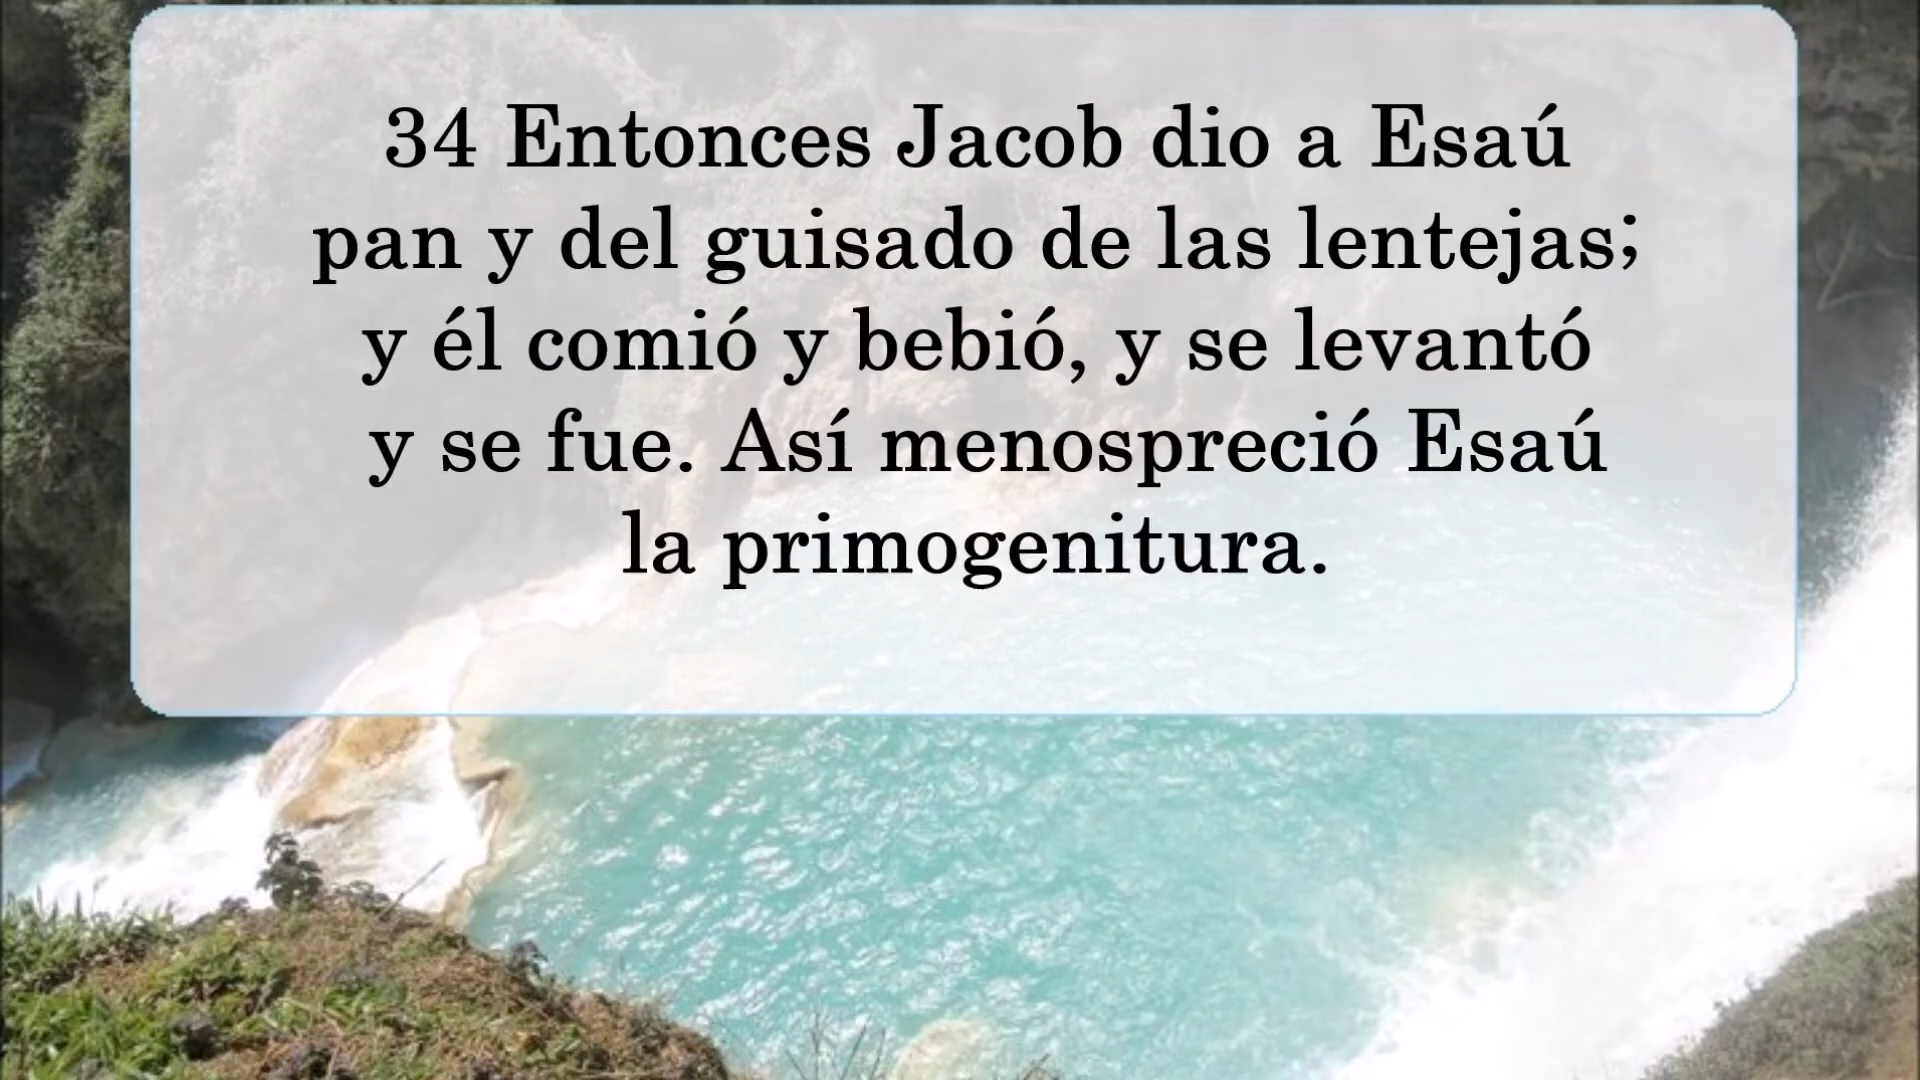 34 Entonces Jacob dio a Esaú
pan y del guisado de las lentejas;
y él comió y bebió, y se levantó
y se fue. Así menospreció Esaú
la primogenitura.